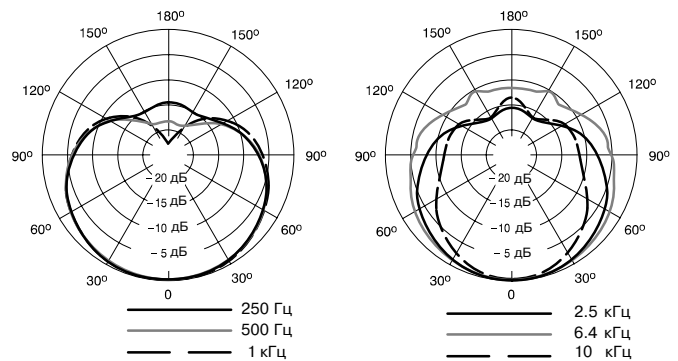 180° 180°
150° 150° 150° 150°
120° 120° 120° 120°
90° 90° 90° 90°
–20 дБ –20 дБ
–15 дБ –15 дБ
–10 дБ –10 дБ
–5 дБ –5 дБ
60° 60° 60° 60°
30° 30° 30° 30°
0 0
250 Гц 2.5 кГц
500 Гц 6.4 кГц
1 кГц 10 кГц